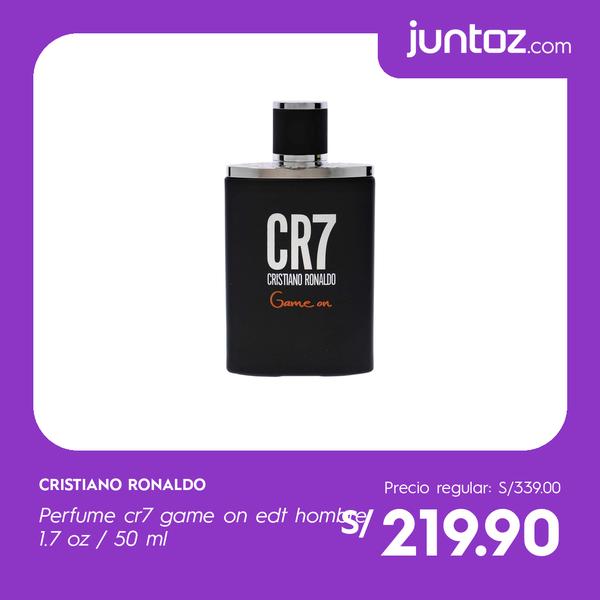 juntoz.com
CR7
CRISTIANO RONALDO
Game on
CRISTIANO RONALDO
Perfume cr7 game on edt hombre
1.7 oz / 50 ml
Precio regular: S/339.00
S/ 219.90